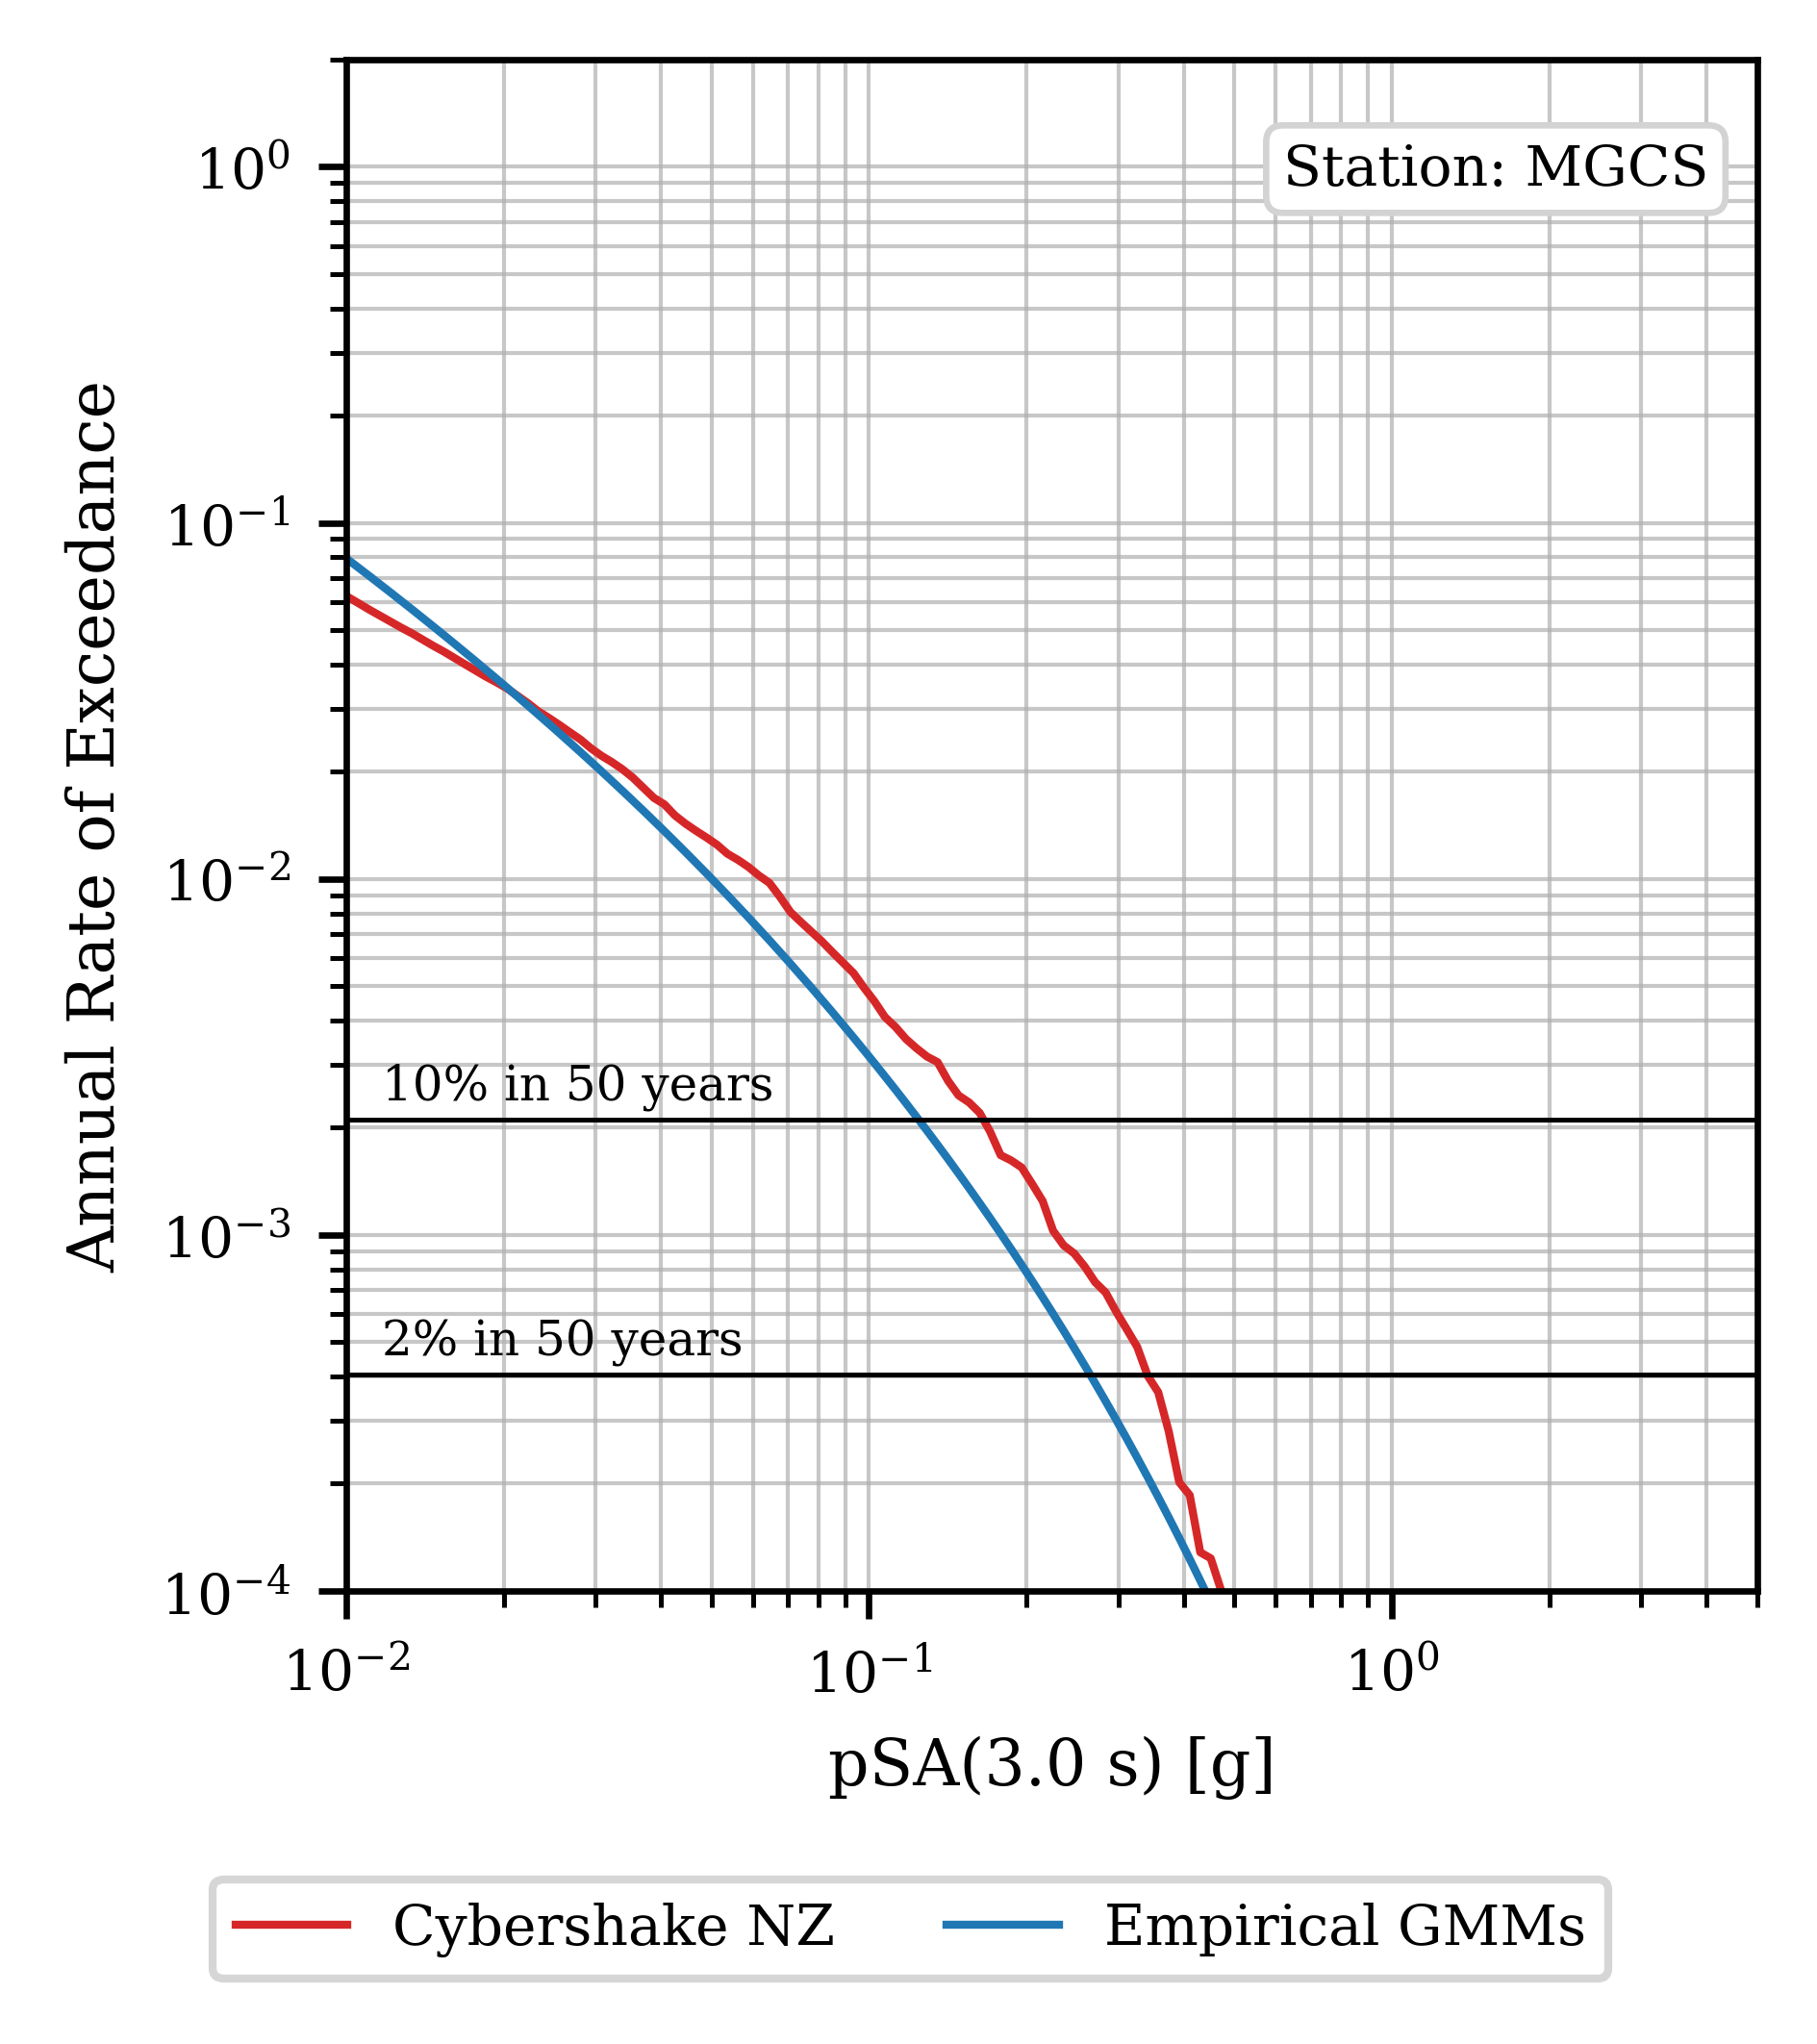 Station: MGCS
10⁰
10⁻¹
10⁻²
10⁻³
10⁻⁴
Annual Rate of Exceedance
10% in 50 years
2% in 50 years
10⁻²
10⁻¹
10⁰
pSA(3.0 s) [g]
Cybershake NZ
Empirical GMMs